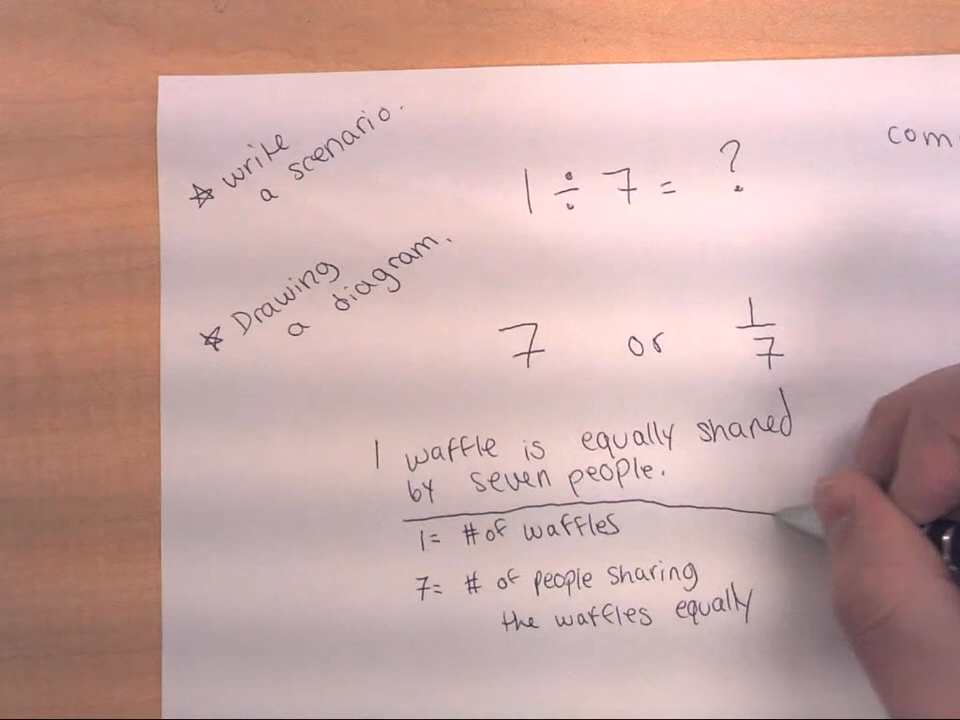 ☆ write
a scenario.
1 ÷ 7 = ?
☆ Drawing
a diagram.
7 or 1/7
1 waffle is equally shared
by seven people.
1= # of waffles
7= # of people sharing
the waffles equally